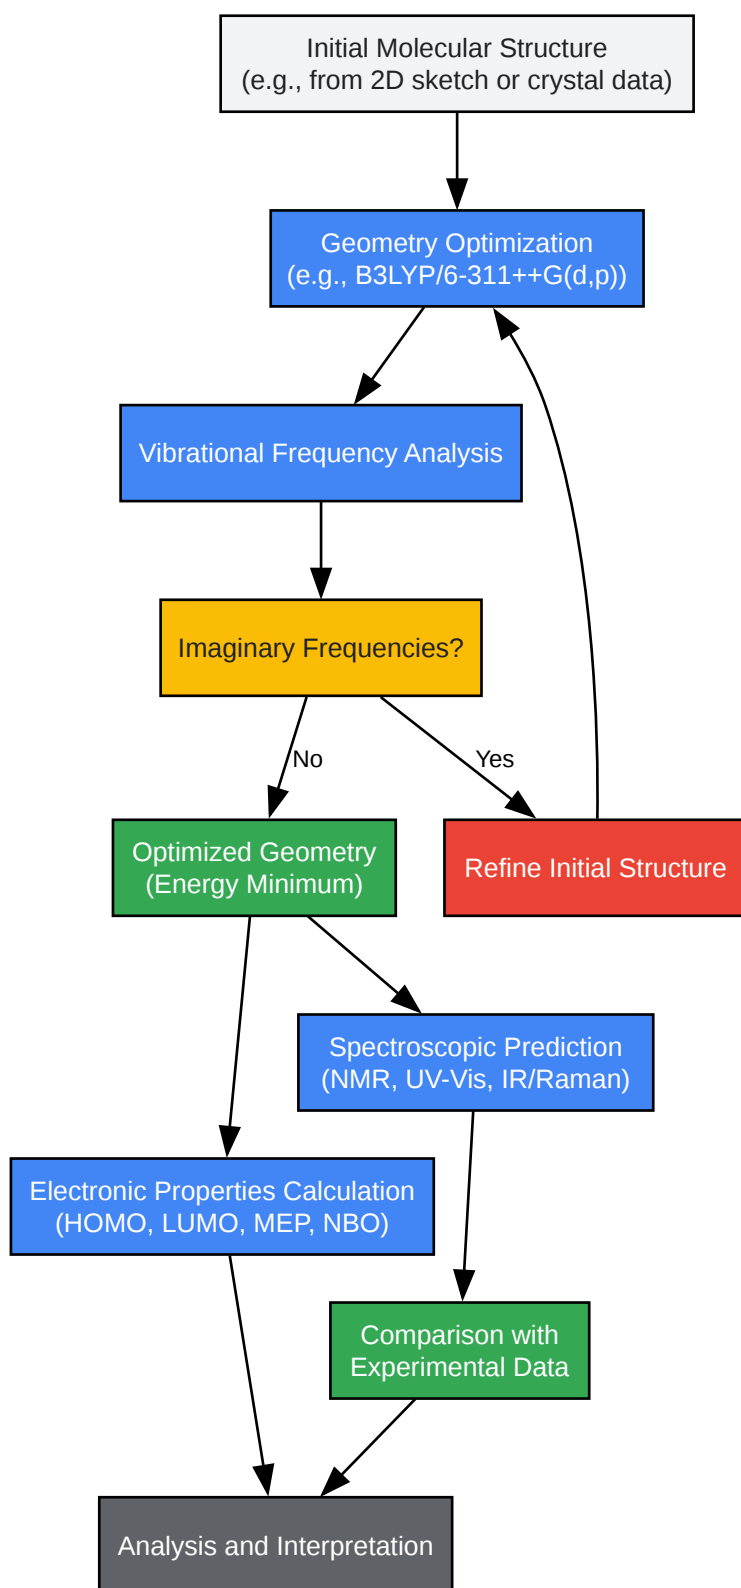 Initial Molecular Structure
(e.g., from 2D sketch or crystal data)
Geometry Optimization
(e.g., B3LYP/6-311++G(d,p))
Vibrational Frequency Analysis
Imaginary Frequencies?
No
Yes
Optimized Geometry
(Energy Minimum)
Refine Initial Structure
Spectroscopic Prediction
(NMR, UV-Vis, IR/Raman)
Electronic Properties Calculation
(HOMO, LUMO, MEP, NBO)
Comparison with
Experimental Data
Analysis and Interpretation